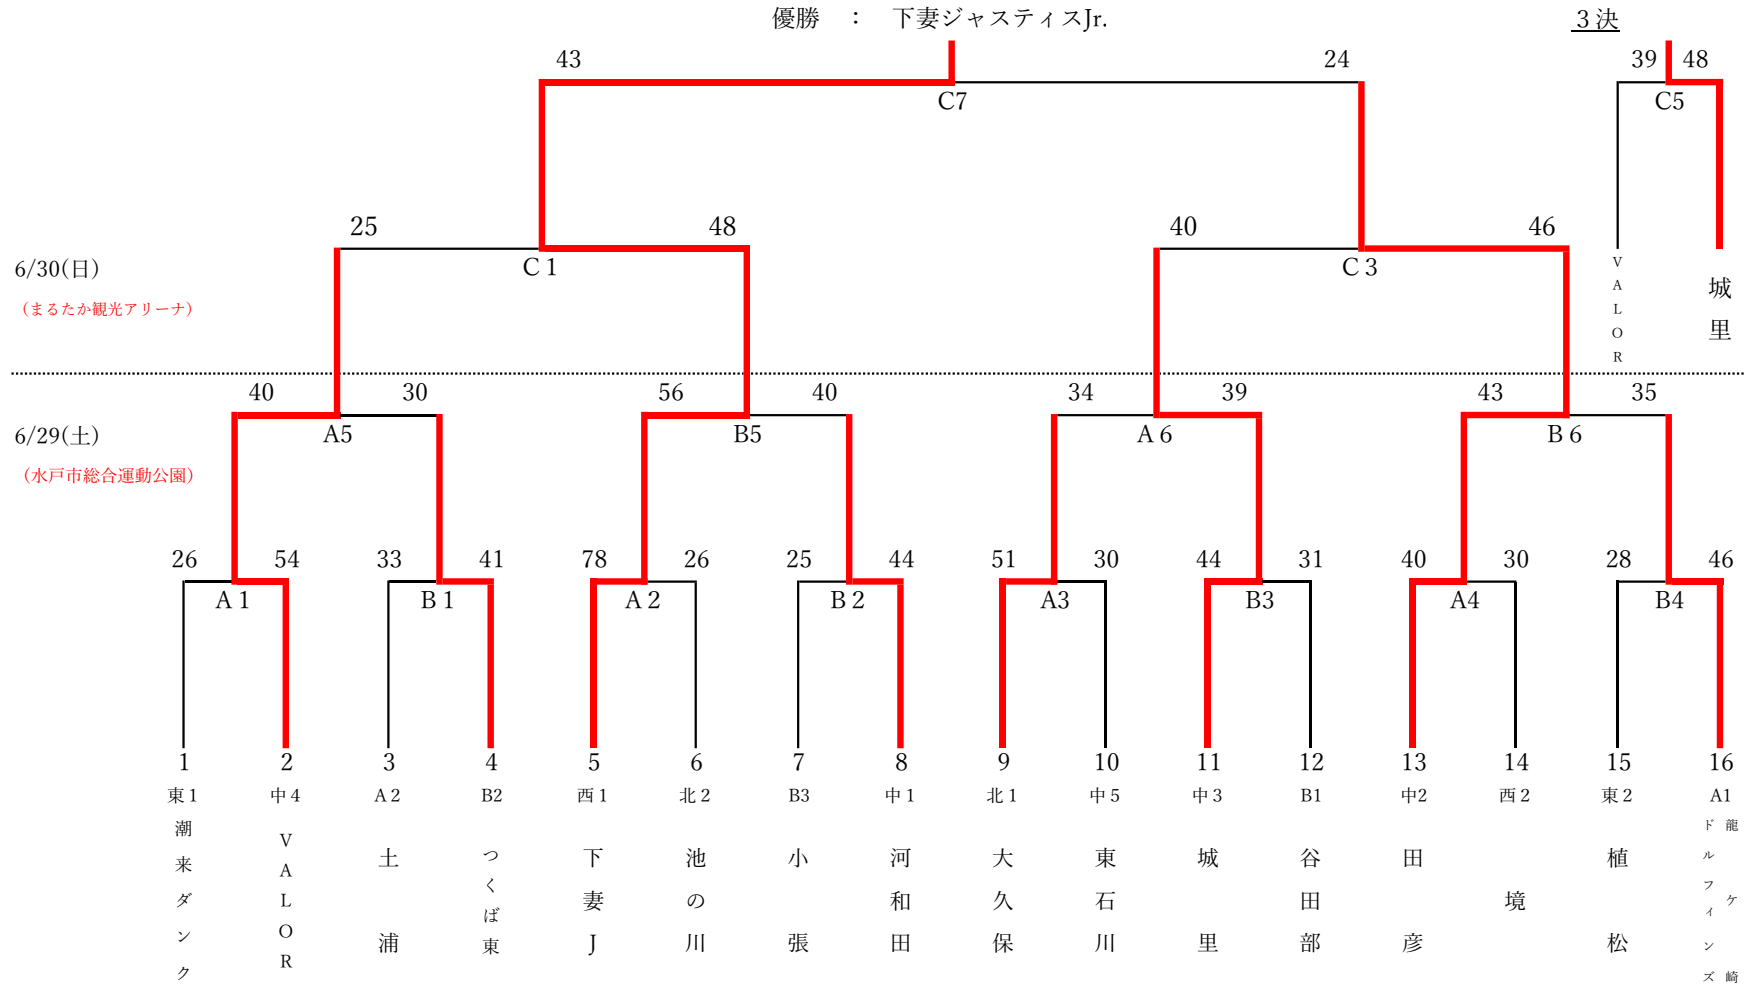 優勝 ： 下妻ジャスティスJr.
３決
43 24 39 48
C7 C5
25 48 40 46
6/30(日) C 1 C 3
（まるたか観光アリーナ）
VALOR
城里
40 30 56 40 34 39 43 35
6/29(土) A5 B5 A 6 B 6
（水戸市総合運動公園）
26 54 33 41 78 26 25 44 51 30 44 31 40 30 28 46
A 1 B 1 A 2 B 2 A3 B3 A4 B4
1 2 3 4 5 6 7 8 9 10 11 12 13 14 15 16
東1 中4 A2 B2 西1 北2 B3 中1 北1 中5 中3 B1 中2 西2 東2 A1
潮来ダンク
VALOR
土浦
つくば東
下妻J
池の川
小張
河和田
大久保
東石川
城里
谷田部
田彦
境
植松
龍ケ崎
ドルフィンズ